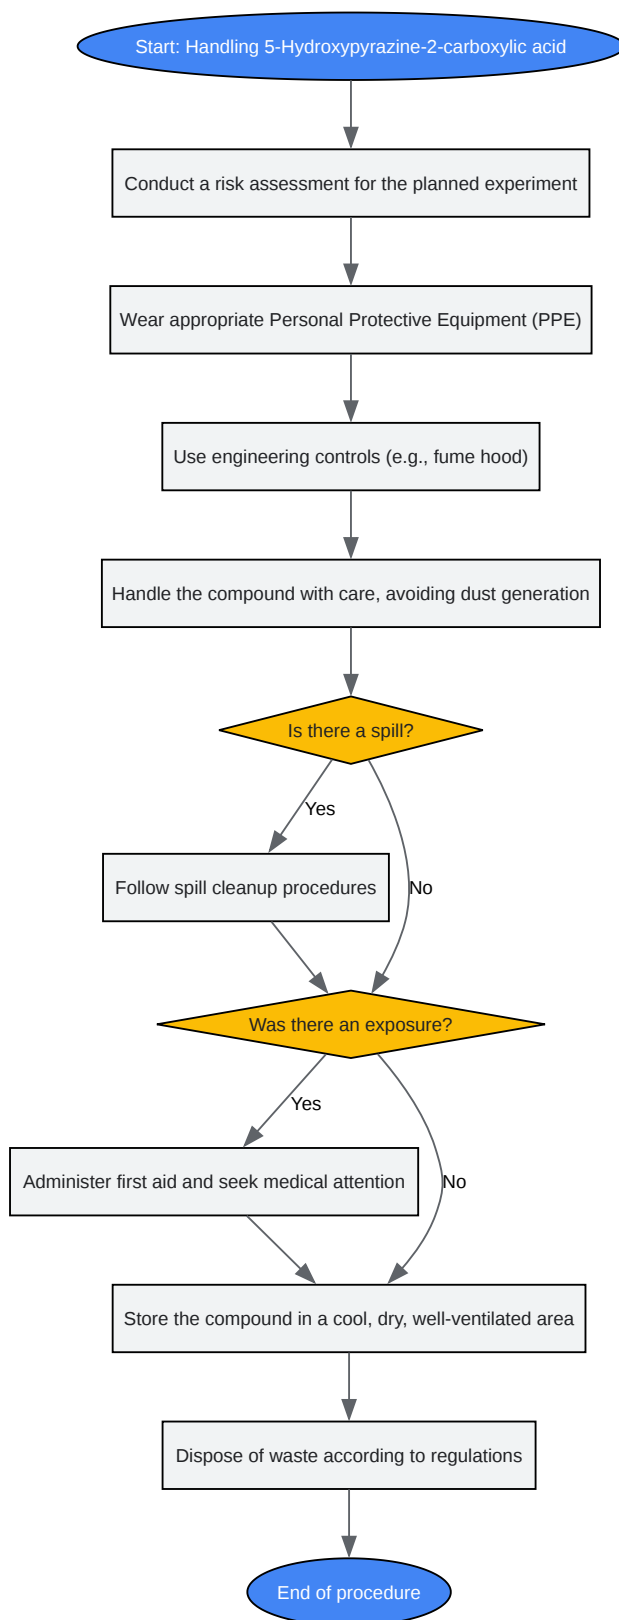 Start: Handling 5-Hydroxypyrazine-2-carboxylic acid
Conduct a risk assessment for the planned experiment
Wear appropriate Personal Protective Equipment (PPE)
Use engineering controls (e.g., fume hood)
Handle the compound with care, avoiding dust generation
Is there a spill?
Yes
Follow spill cleanup procedures
No
Was there an exposure?
Yes
Administer first aid and seek medical attention
No
Store the compound in a cool, dry, well-ventilated area
Dispose of waste according to regulations
End of procedure